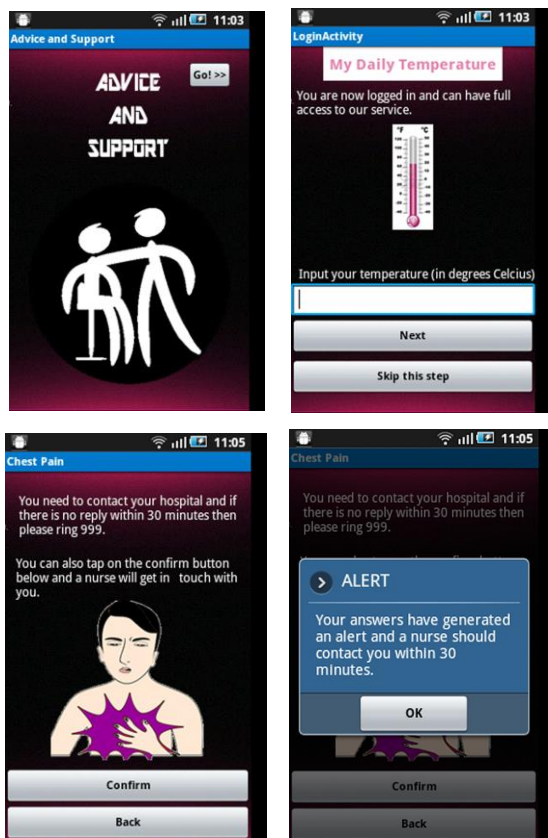 11:03
Advice and Support
Go! >>
ADVICE
AND
SUPPORT
11:03
LoginActivity
My Daily Temperature
You are now logged in and can have full
access to our service.
°F °C
Input your temperature (in degrees Celcius)
Next
Skip this step
11:05
Chest Pain
You need to contact your hospital and if
there is no reply within 30 minutes then
please ring 999.
You can also tap on the confirm button
below and a nurse will get in touch with
you.
Confirm
Back
11:05
Chest Pain
You need to contact your hospital and if
there is no reply within 30 minutes then
please ring 999.
ALERT
Your answers have generated
an alert and a nurse should
contact you within 30
minutes.
OK
Confirm
Back